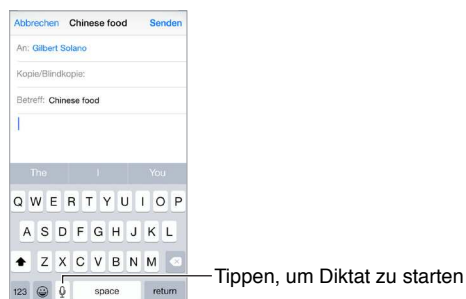 Abbrechen Chinese food Senden
An: Gilbert Solano
Kopie/Blindkopie:
Betreff: Chinese food
The I You
Q W E R T Y U I O P
A S D F G H J K L
Z X C V B N M
123 space return
Tippen, um Diktat zu starten